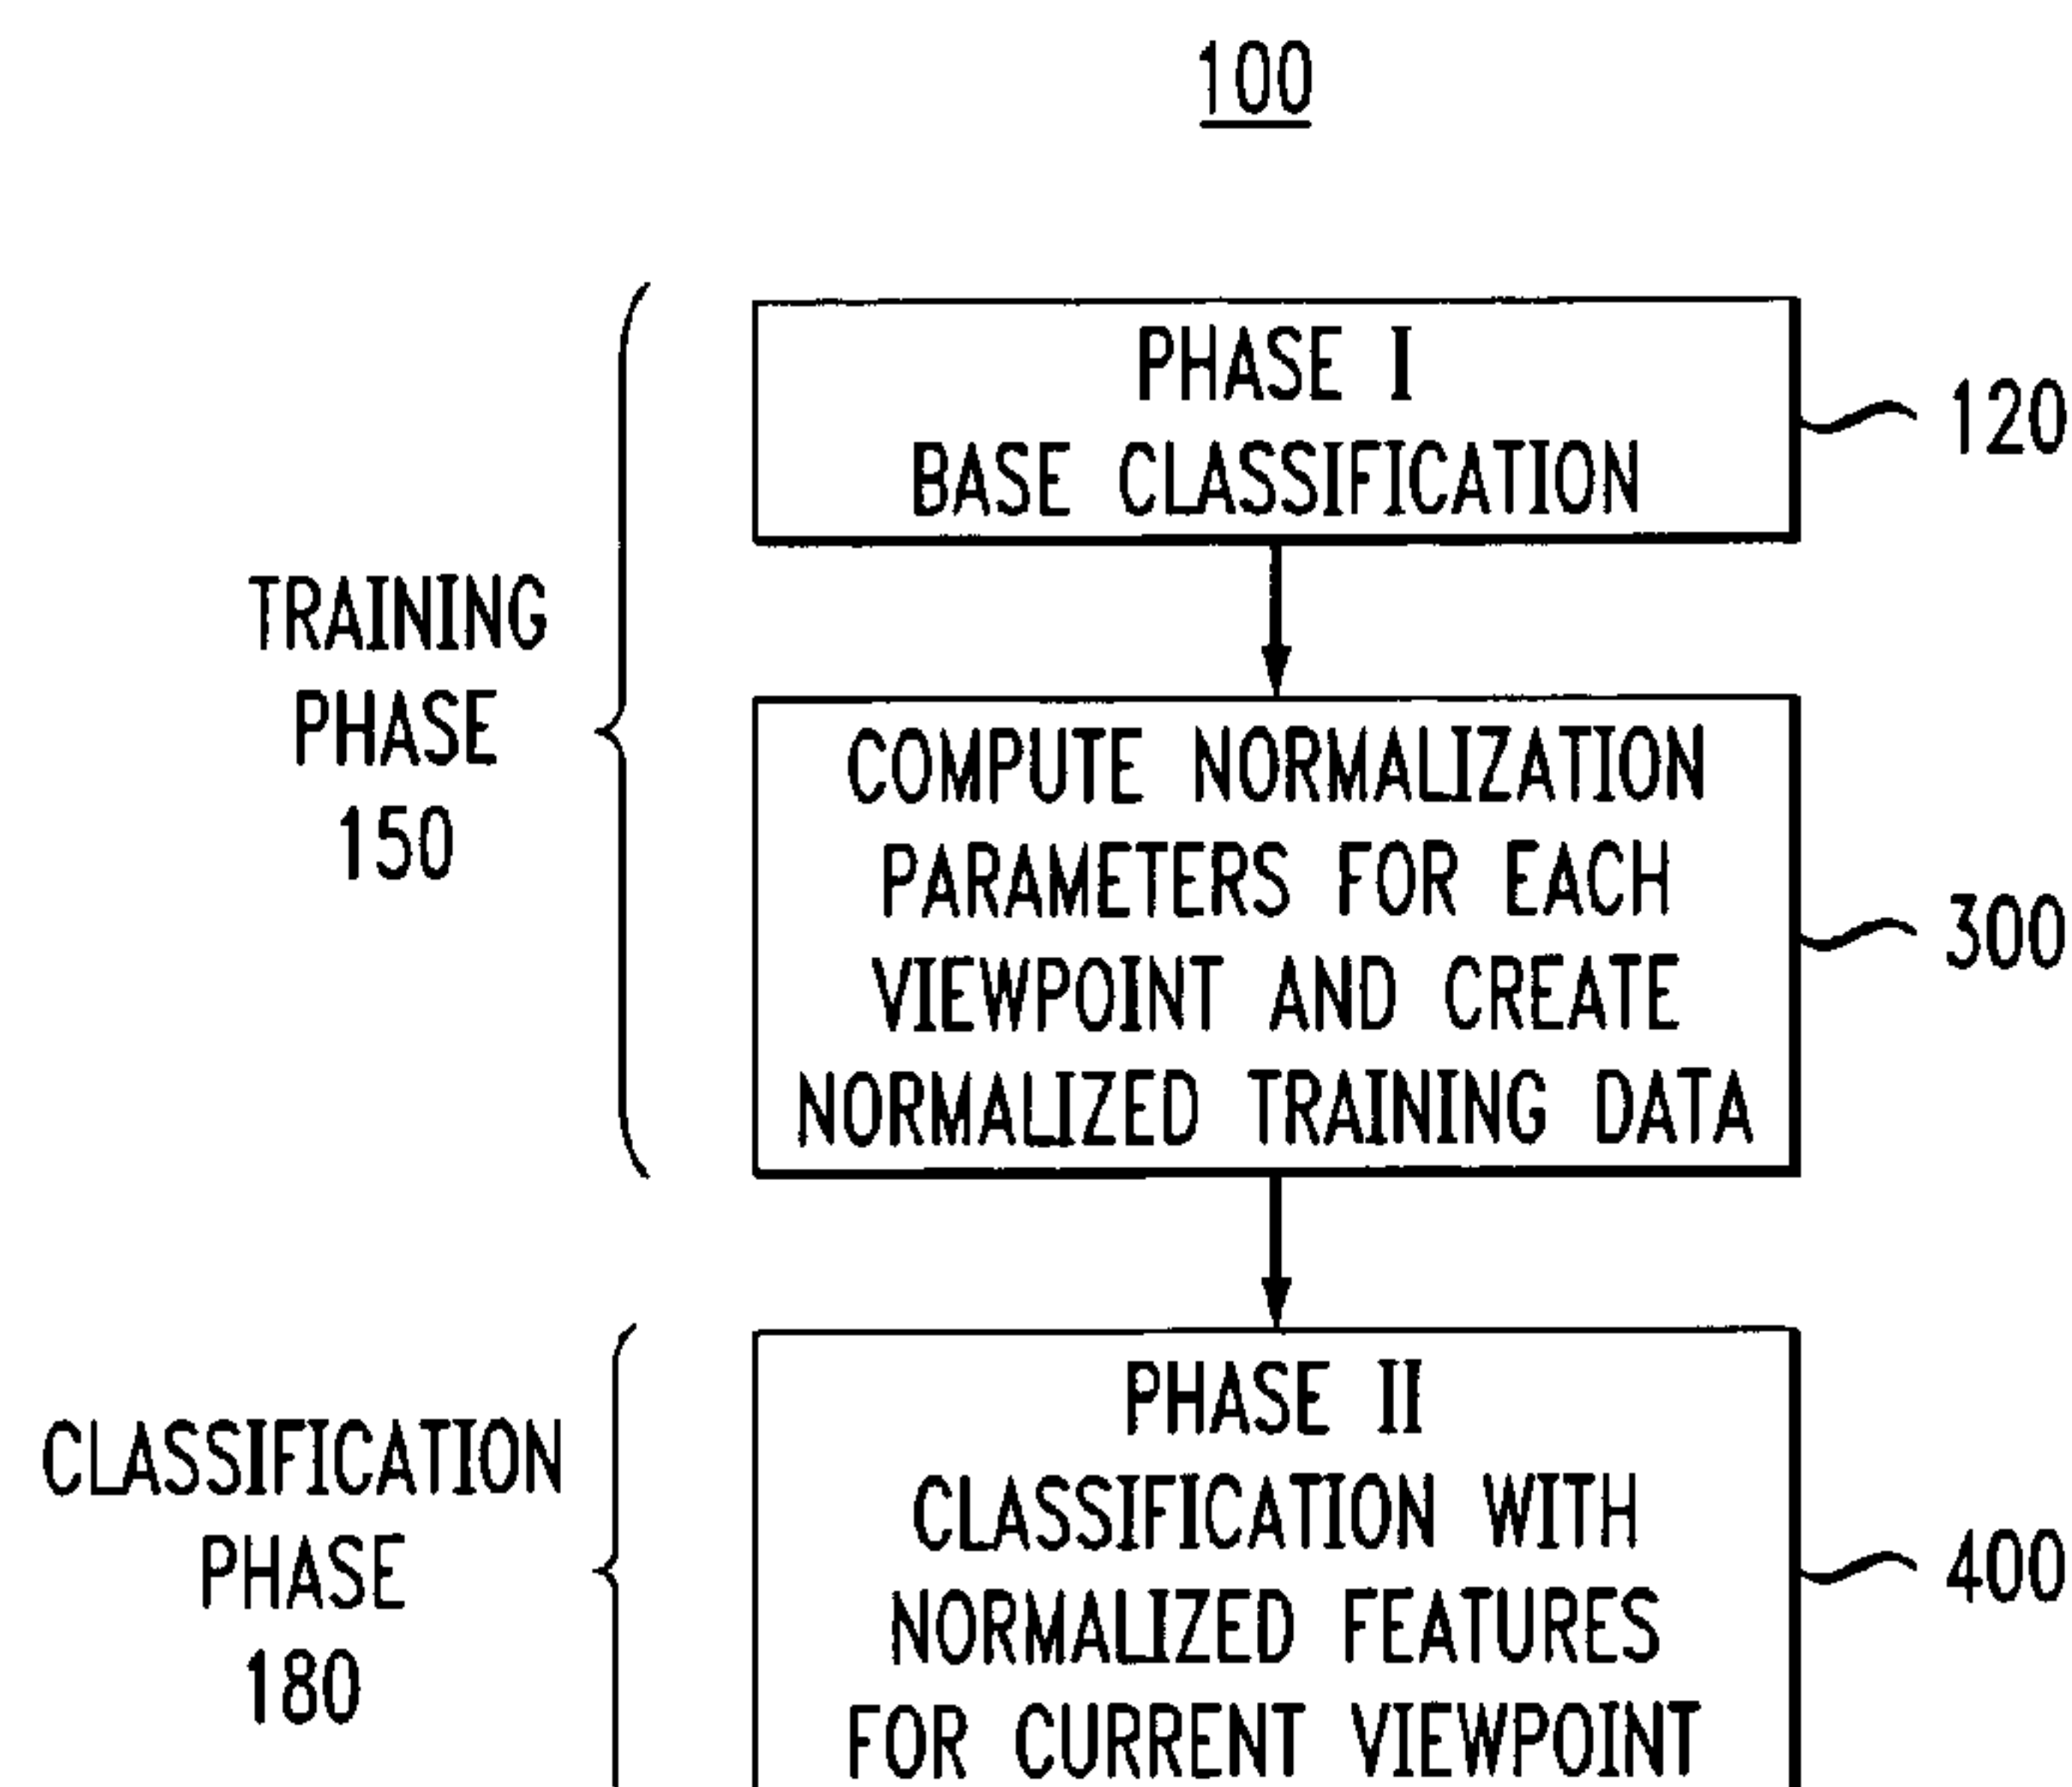 100
PHASE I
BASE CLASSIFICATION
120
TRAINING
PHASE
150
COMPUTE NORMALIZATION
PARAMETERS FOR EACH
VIEWPOINT AND CREATE
NORMALIZED TRAINING DATA
300
CLASSIFICATION
PHASE
180
PHASE II
CLASSIFICATION WITH
NORMALIZED FEATURES
FOR CURRENT VIEWPOINT
400